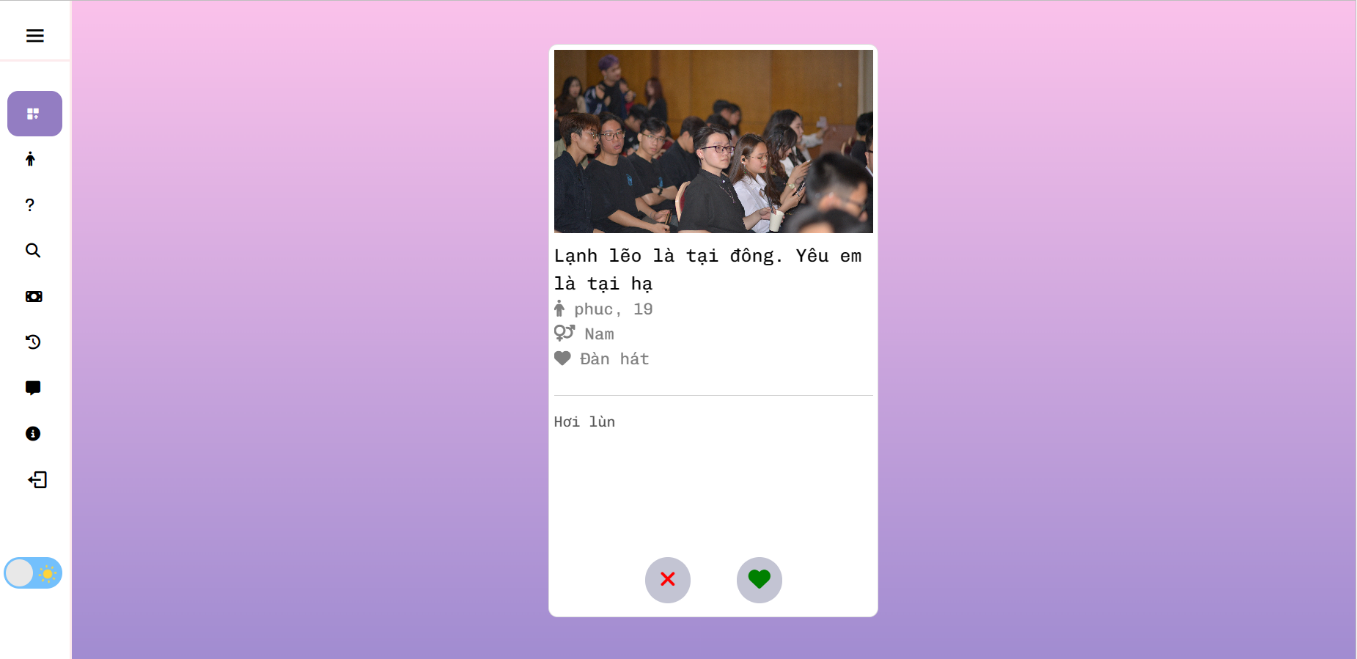 Lạnh lẽo là tại đông. Yêu em
là tại hạ
phuc, 19
Nam
Đàn hát
Hơi lùn